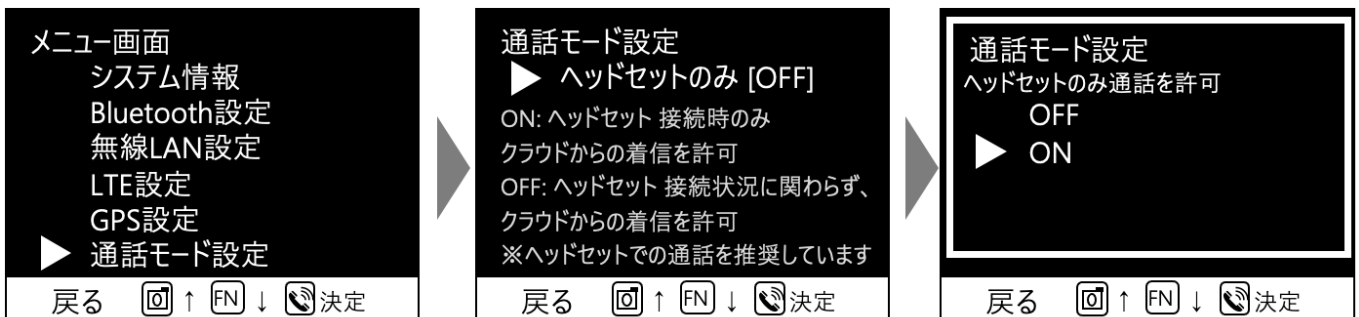 メニュー画面
システム情報
Bluetooth設定
無線LAN設定
LTE設定
GPS設定
▶ 通話モード設定
戻る ↑ FN ↓ 決定
通話モード設定
▶ ヘッドセットのみ [OFF]
ON: ヘッドセット 接続時のみ
クラウドからの着信を許可
OFF: ヘッドセット 接続状況に関わらず、
クラウドからの着信を許可
※ヘッドセットでの通話を推奨しています
戻る ↑ FN ↓ 決定
通話モード設定
ヘッドセットのみ通話を許可
OFF
▶ ON
戻る ↑ FN ↓ 決定